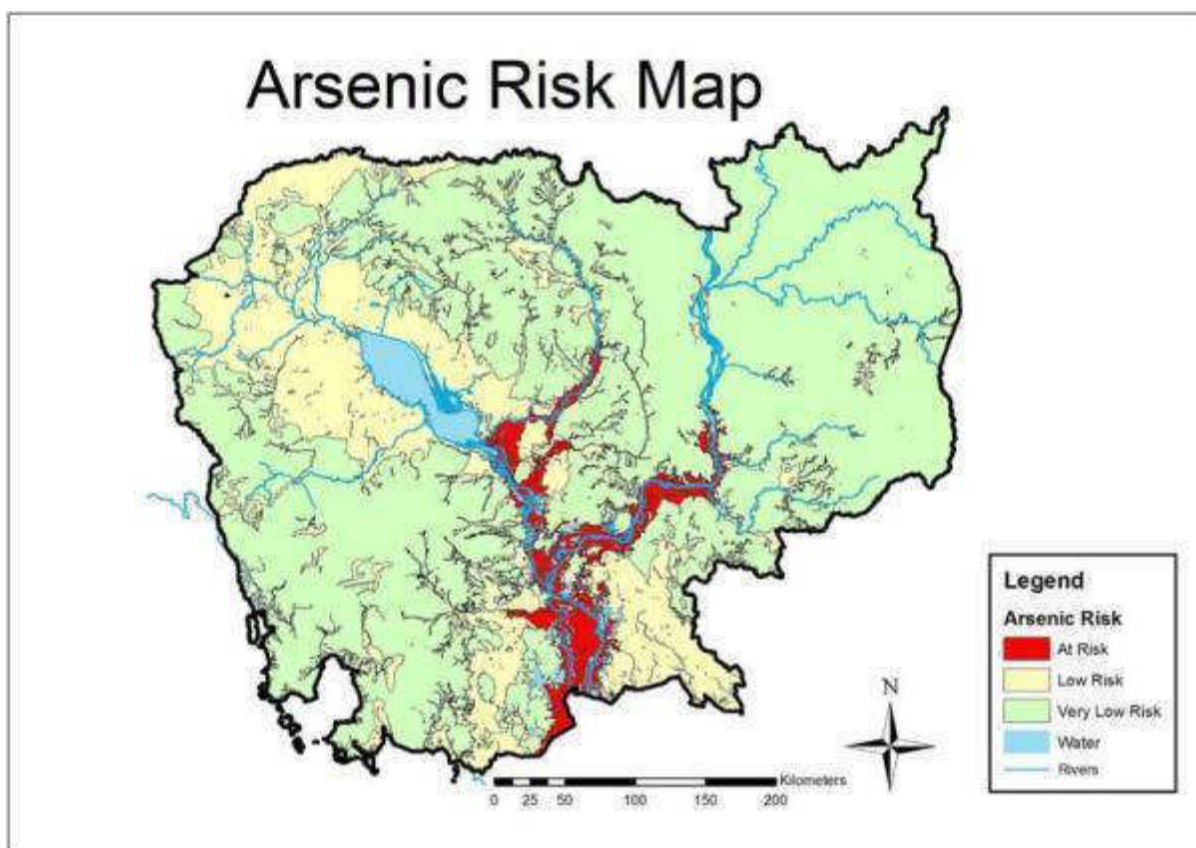 Arsenic Risk Map
Legend
Arsenic Risk
At Risk
Low Risk
Very Low Risk
Water
Rivers
N
Kilometers
0 25 50 100 150 200